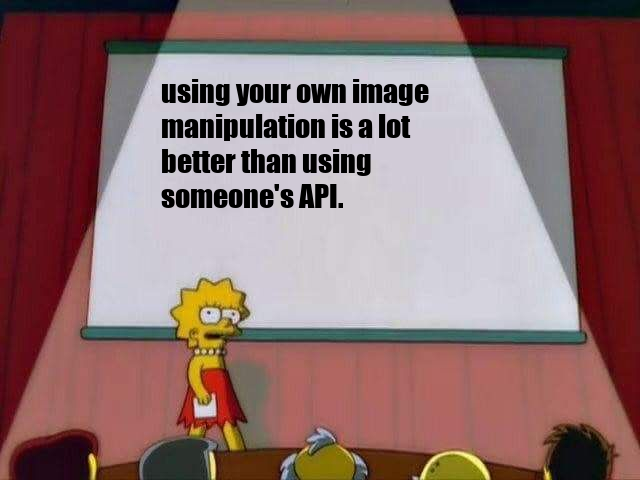 using your own image
manipulation is a lot
better than using
someone's API.